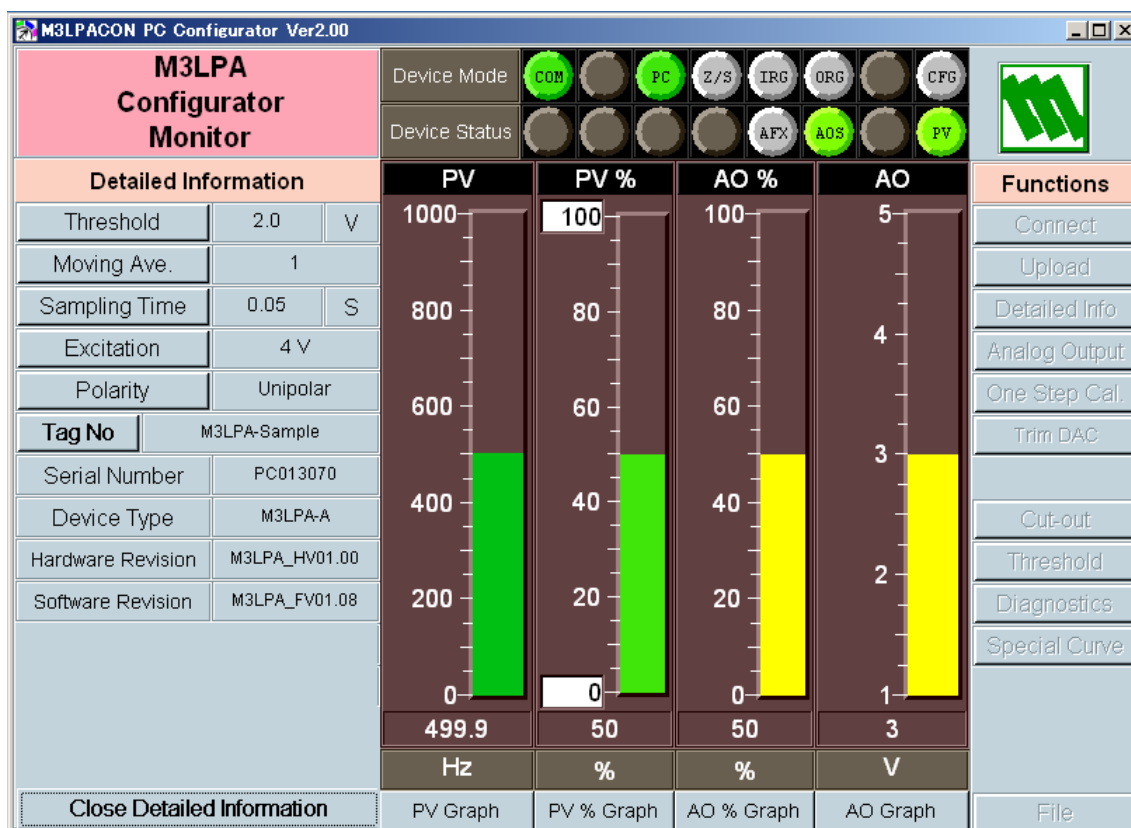 M3LPACON PC Configurator Ver2.00
M3LPA
Configurator
Monitor
Device Mode COM PC Z/S IRG ORG CFG
Device Status AFX AOS PV
Detailed Information
Threshold 2.0 V
Moving Ave. 1
Sampling Time 0.05 S
Excitation 4 V
Polarity Unipolar
Tag No M3LPA-Sample
Serial Number PC013070
Device Type M3LPA-A
Hardware Revision M3LPA_HV01.00
Software Revision M3LPA_FV01.08
Close Detailed Information
PV
1000
800
600
400
200
0
499.9
Hz
PV Graph
PV %
100
80
60
40
20
0
50
%
PV % Graph
AO %
100
80
60
40
20
0
50
%
AO % Graph
AO
5
4
3
2
1
3
V
AO Graph
Functions
Connect
Upload
Detailed Info
Analog Output
One Step Cal.
Trim DAC
Cut-out
Threshold
Diagnostics
Special Curve
File